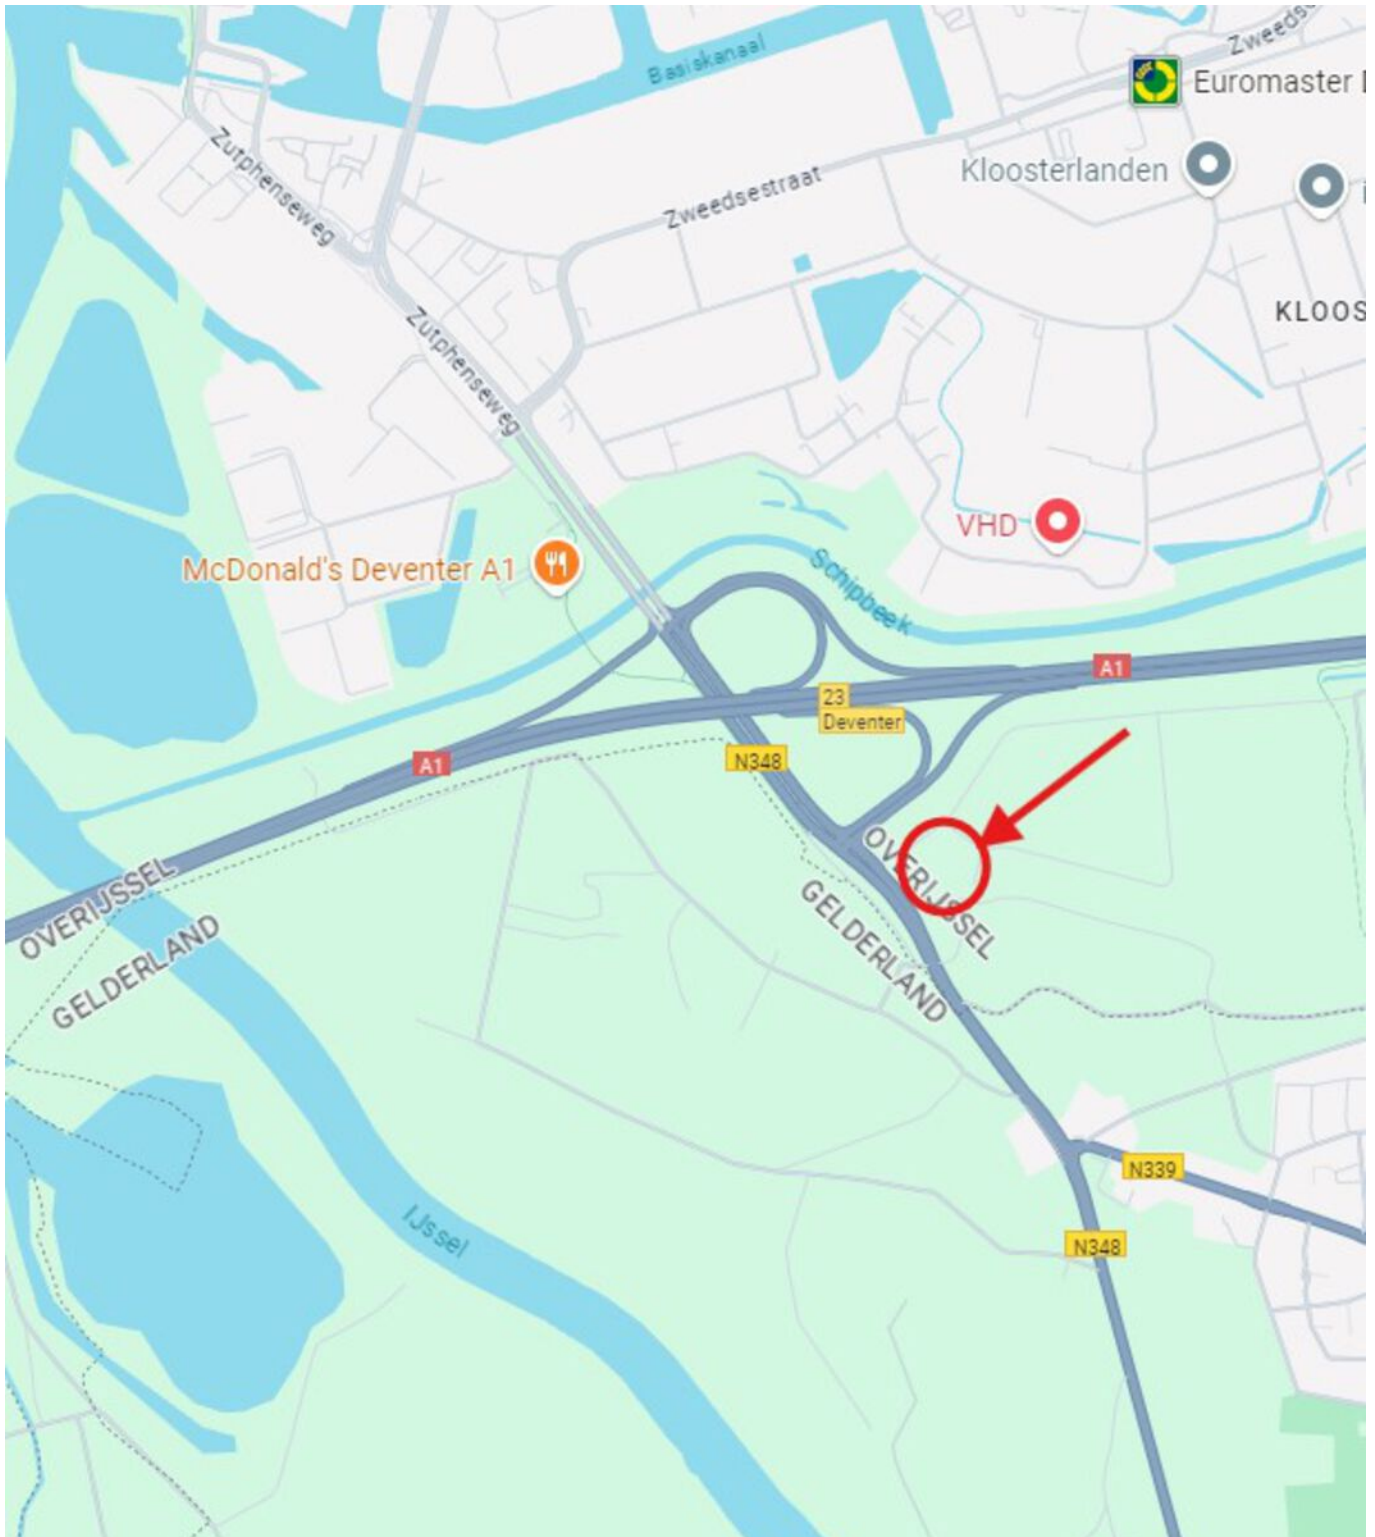 Zweedse
Basiskanaal
Euromaster
Zutphenseweg
Kloosterlanden
Zweedsestraat
KLOOS
Zutphenseweg
VHD
McDonald's Deventer A1
Schipbeek
A1
23
Deventer
A1
N348
OVERIJSSEL
OVERIJSSEL
GELDERLAND
GELDERLAND
N339
IJssel
N348